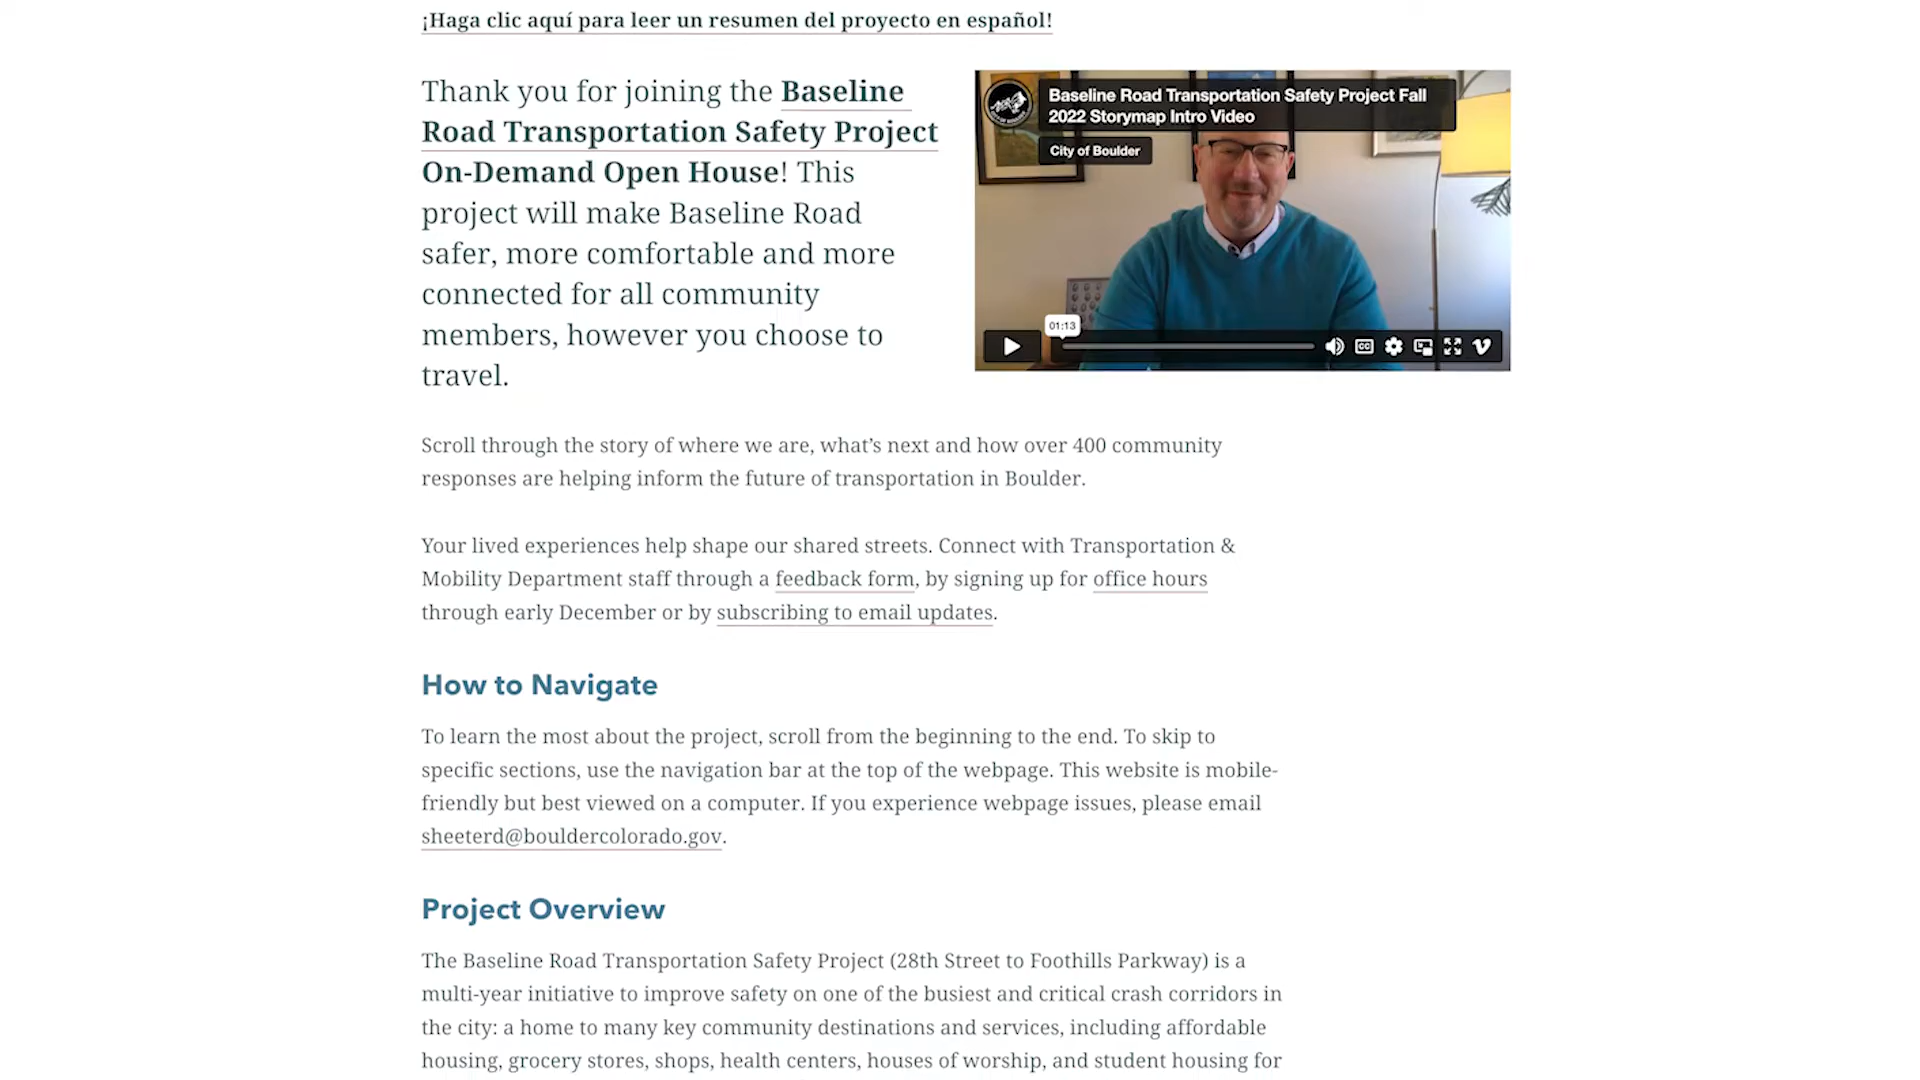 ¡Haga clic aquí para leer un resumen del proyecto en español!
Thank you for joining the Baseline
Road Transportation Safety Project
On-Demand Open House! This
project will make Baseline Road
safer, more comfortable and more
connected for all community
members, however you choose to
travel.
Baseline Road Transportation Safety Project Fall
2022 Storymap Intro Video
City of Boulder
01:13
CC
Scroll through the story of where we are, what’s next and how over 400 community
responses are helping inform the future of transportation in Boulder.
Your lived experiences help shape our shared streets. Connect with Transportation &
Mobility Department staff through a feedback form, by signing up for office hours
through early December or by subscribing to email updates.
How to Navigate
To learn the most about the project, scroll from the beginning to the end. To skip to
specific sections, use the navigation bar at the top of the webpage. This website is mobile-
friendly but best viewed on a computer. If you experience webpage issues, please email
sheeterd@bouldercolorado.gov.
Project Overview
The Baseline Road Transportation Safety Project (28th Street to Foothills Parkway) is a
multi-year initiative to improve safety on one of the busiest and critical crash corridors in
the city: a home to many key community destinations and services, including affordable
housing, grocery stores, shops, health centers, houses of worship, and student housing for